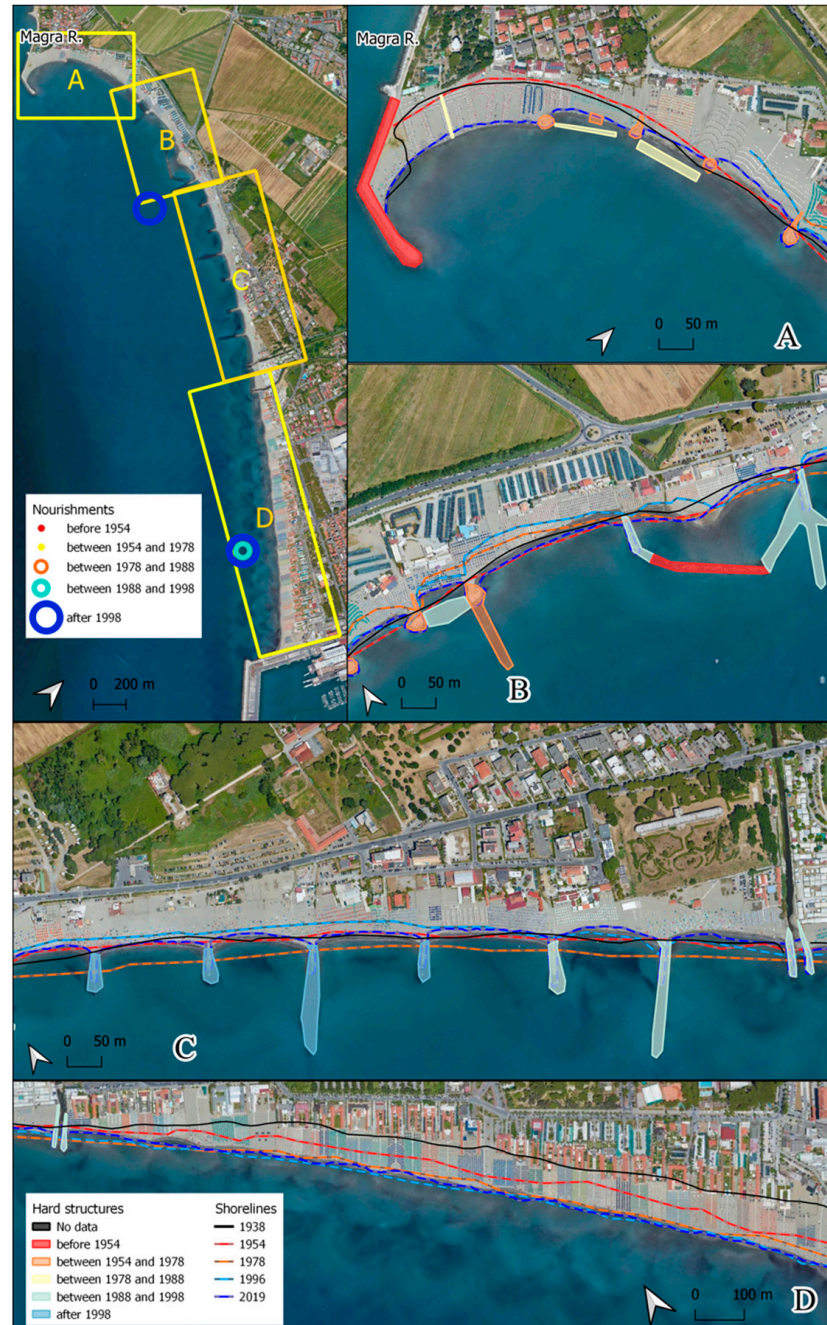 Magra R.
A
B
C
D
Nourishments
before 1954
between 1954 and 1978
between 1978 and 1988
between 1988 and 1998
after 1998
0 200 m
Magra R.
0 50 m
A
0 50 m
B
0 50 m
C
Hard structures
No data
before 1954
between 1954 and 1978
between 1978 and 1988
between 1988 and 1998
after 1998
Shorelines
1938
1954
1978
1996
2019
0 100 m
D